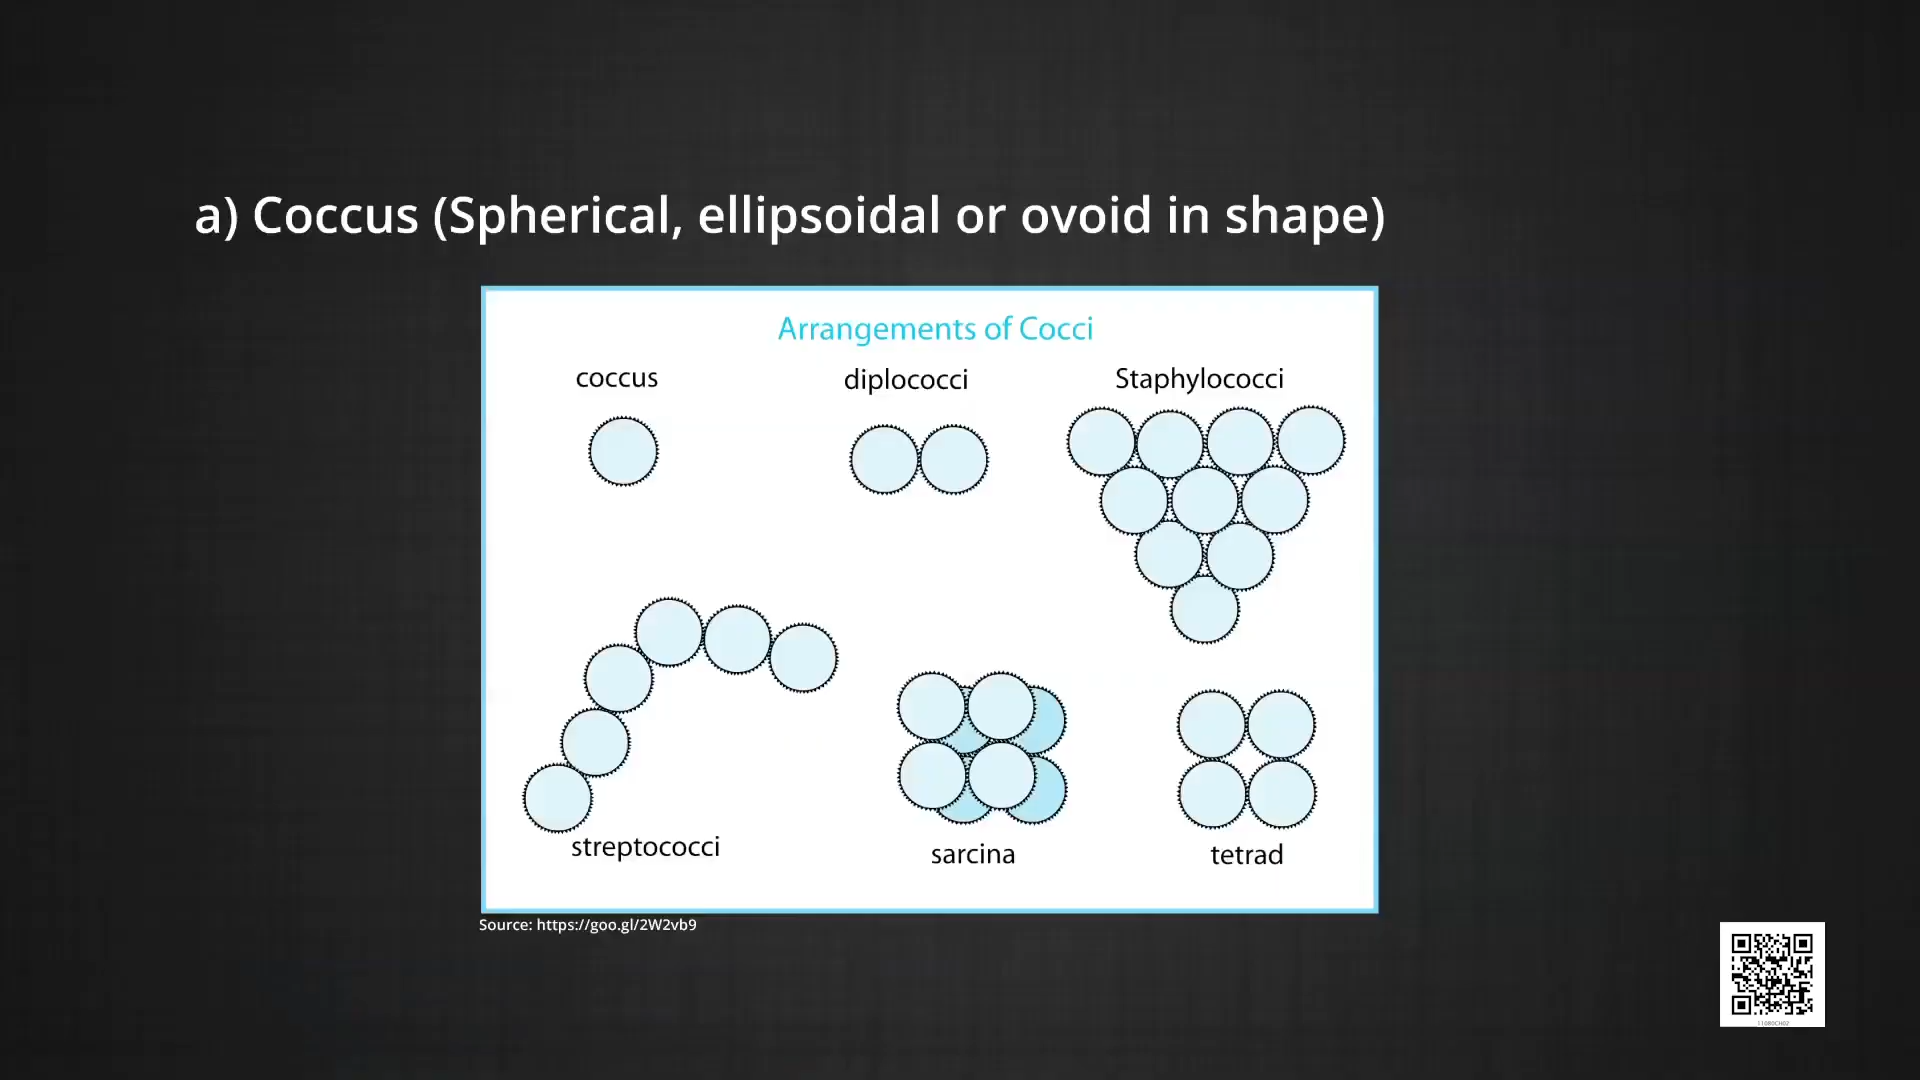 a) Coccus (Spherical, ellipsoidal or ovoid in shape)
Arrangements of Cocci
coccus
diplococci
Staphylococci
streptococci
sarcina
tetrad
Source: https://goo.gl/2W2vb9